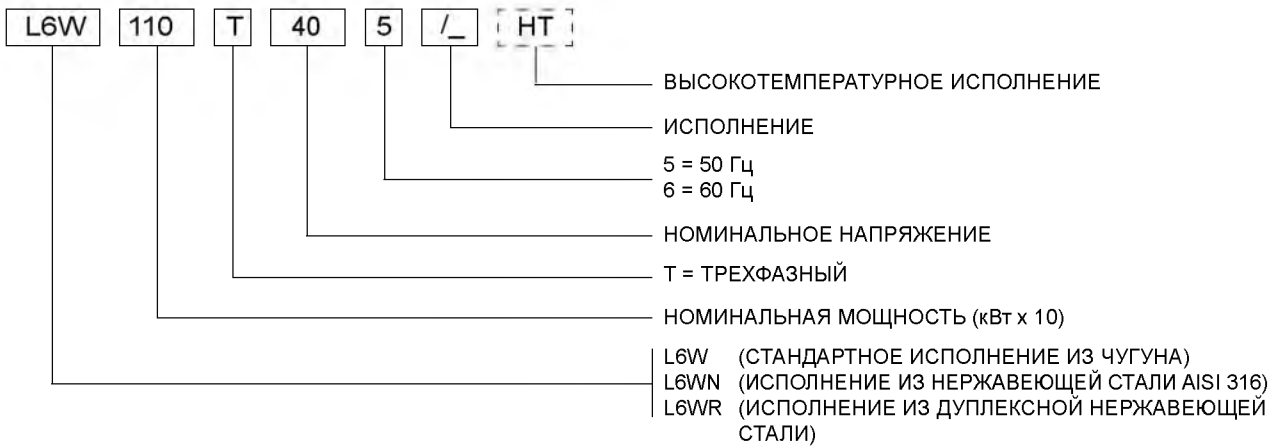 L6W 110 T 40 5 /_ HT
ВЫСОКОТЕМПЕРАТУРНОЕ ИСПОЛНЕНИЕ
ИСПОЛНЕНИЕ
5 = 50 Гц
6 = 60 Гц
НОМИНАЛЬНОЕ НАПРЯЖЕНИЕ
Т = ТРЕХФАЗНЫЙ
НОМИНАЛЬНАЯ МОЩНОСТЬ (кВт х 10)
L6W (СТАНДАРТНОЕ ИСПОЛНЕНИЕ ИЗ ЧУГУНА)
L6WN (ИСПОЛНЕНИЕ ИЗ НЕРЖАВЕЮЩЕЙ СТАЛИ AISI 316)
L6WR (ИСПОЛНЕНИЕ ИЗ ДУПЛЕКСНОЙ НЕРЖАВЕЮЩЕЙ
СТАЛИ)